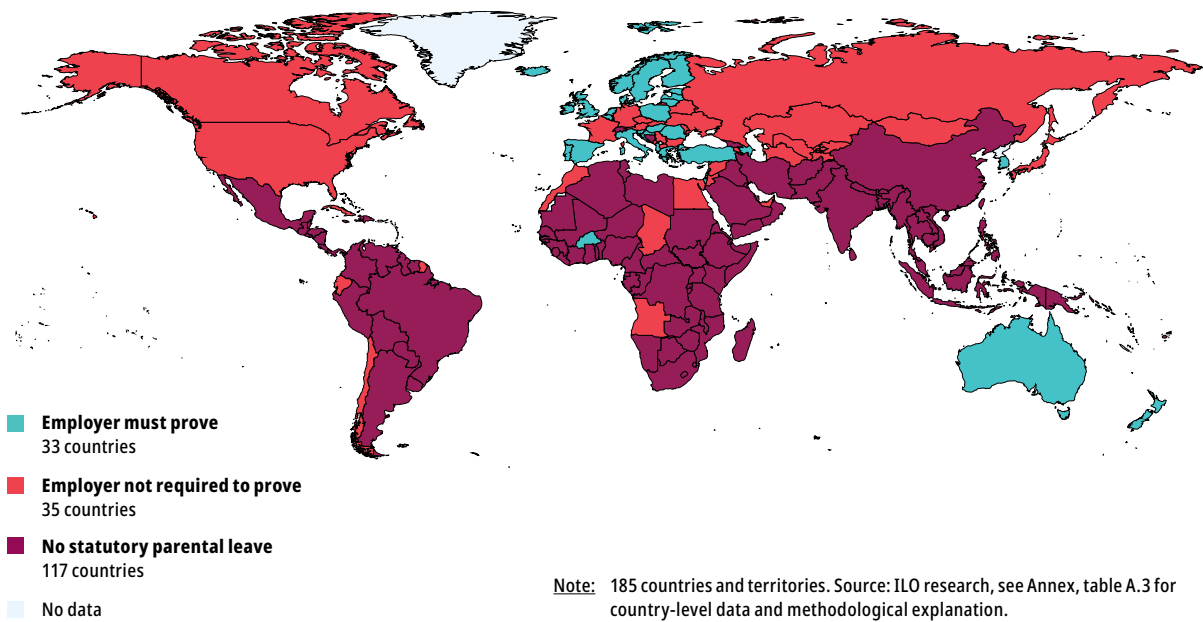 Employer must prove
33 countries
Employer not required to prove
35 countries
No statutory parental leave
117 countries
No data
Note: 185 countries and territories. Source: ILO research, see Annex, table A.3 for
country-level data and methodological explanation.